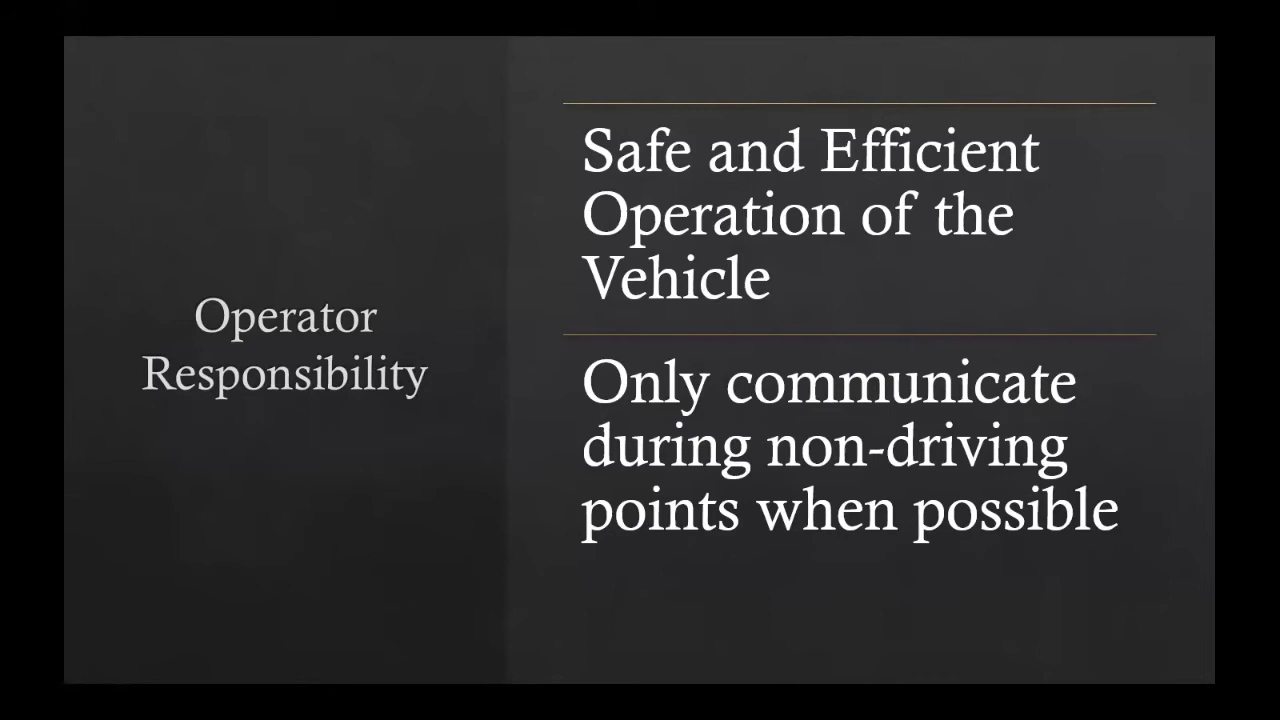 Operator
Responsibility
Safe and Efficient
Operation of the
Vehicle
Only communicate
during non-driving
points when possible